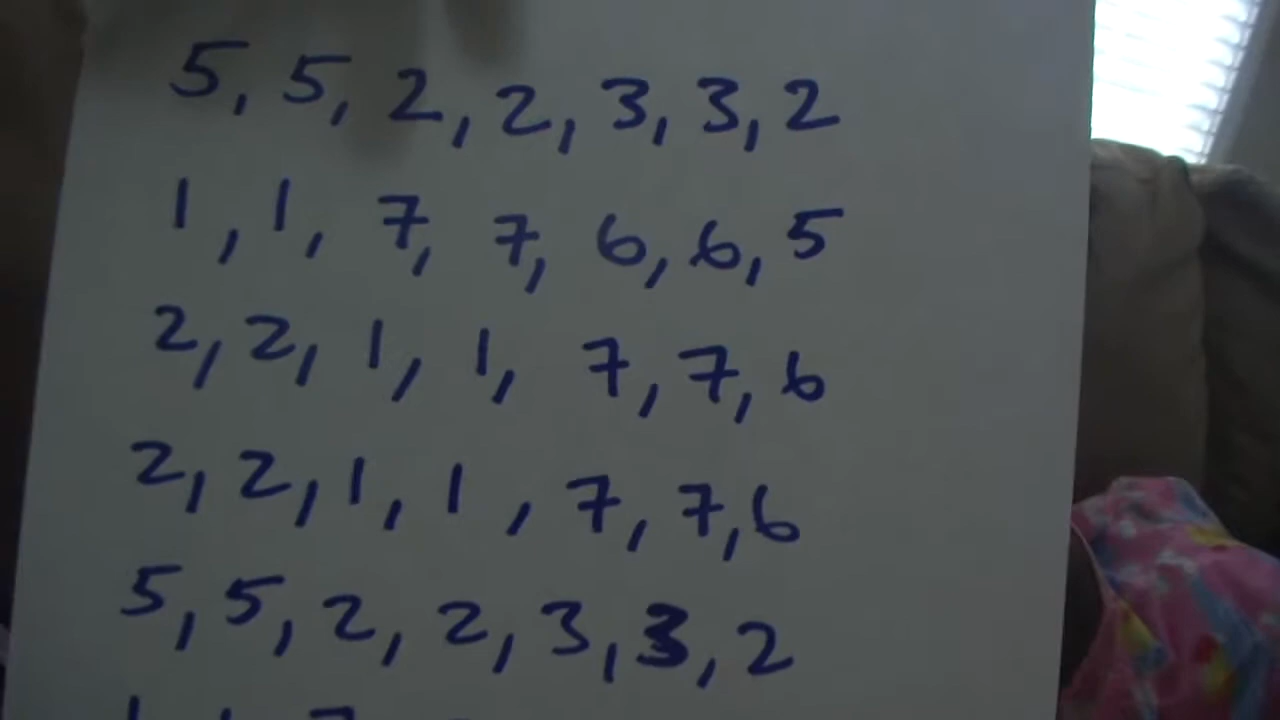 5, 5, 2, 2, 3, 3, 2
1, 1, 7, 7, 6, 6, 5
2, 2, 1, 1, 7, 7, 6
2, 2, 1, 1, 7, 7, 6
5, 5, 2, 2, 3, 3, 2